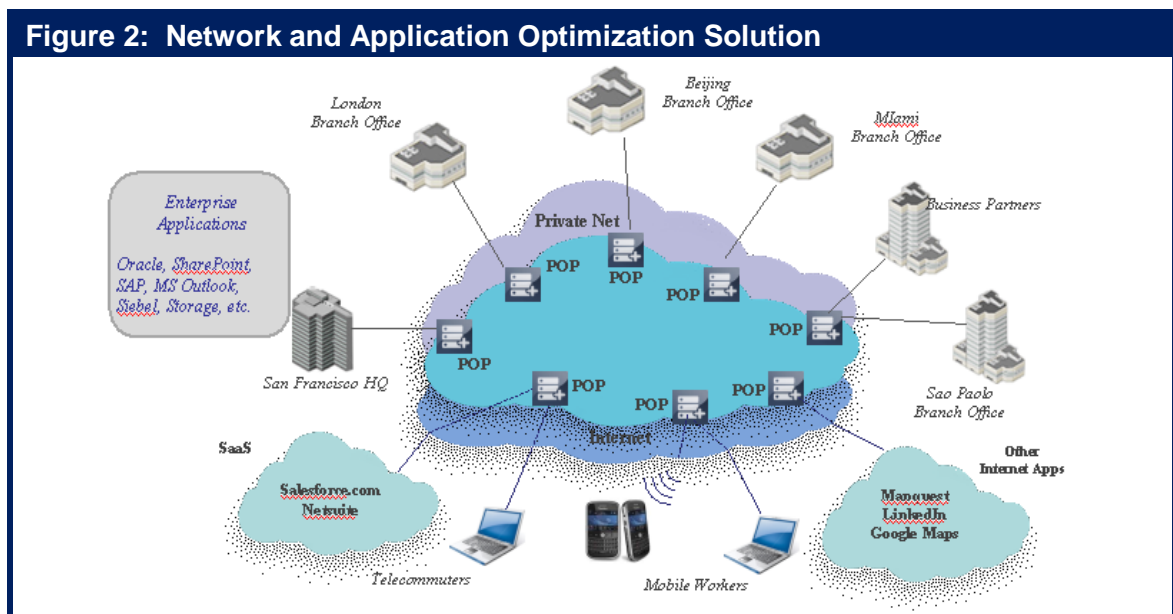 Figure 2: Network and Application Optimization Solution
London
Branch Office
Beijing
Branch Office
MIami
Branch Office
Enterprise
Applications
Oracle, SharePoint,
SAP, MS Outlook,
Siebel, Storage, etc.
Business Partners
Private Net
POP
POP
POP
POP
POP
POP
POP
POP
San Francisco HQ
Sao Paolo
Branch Office
Internet
SaaS
Salesforce.com
Netsuite
Other
Internet Apps
Mapquest
LinkedIn
Google Maps
Telecommuters
Mobile Workers